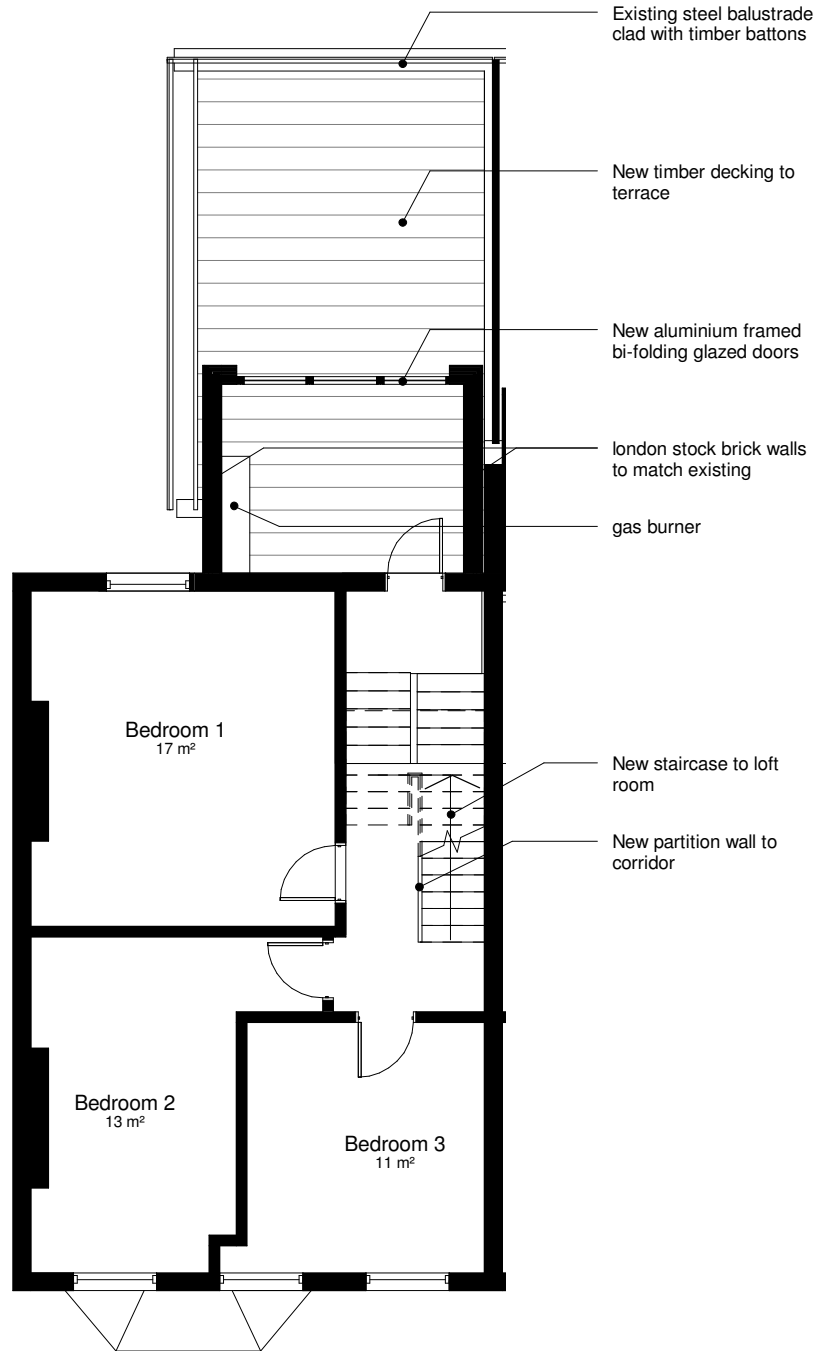 Existing steel balustrade
clad with timber battons
New timber decking to
terrace
New aluminium framed
bi-folding glazed doors
london stock brick walls
to match existing
gas burner
Bedroom 1
17 m²
New staircase to loft
room
New partition wall to
corridor
Bedroom 2
13 m²
Bedroom 3
11 m²